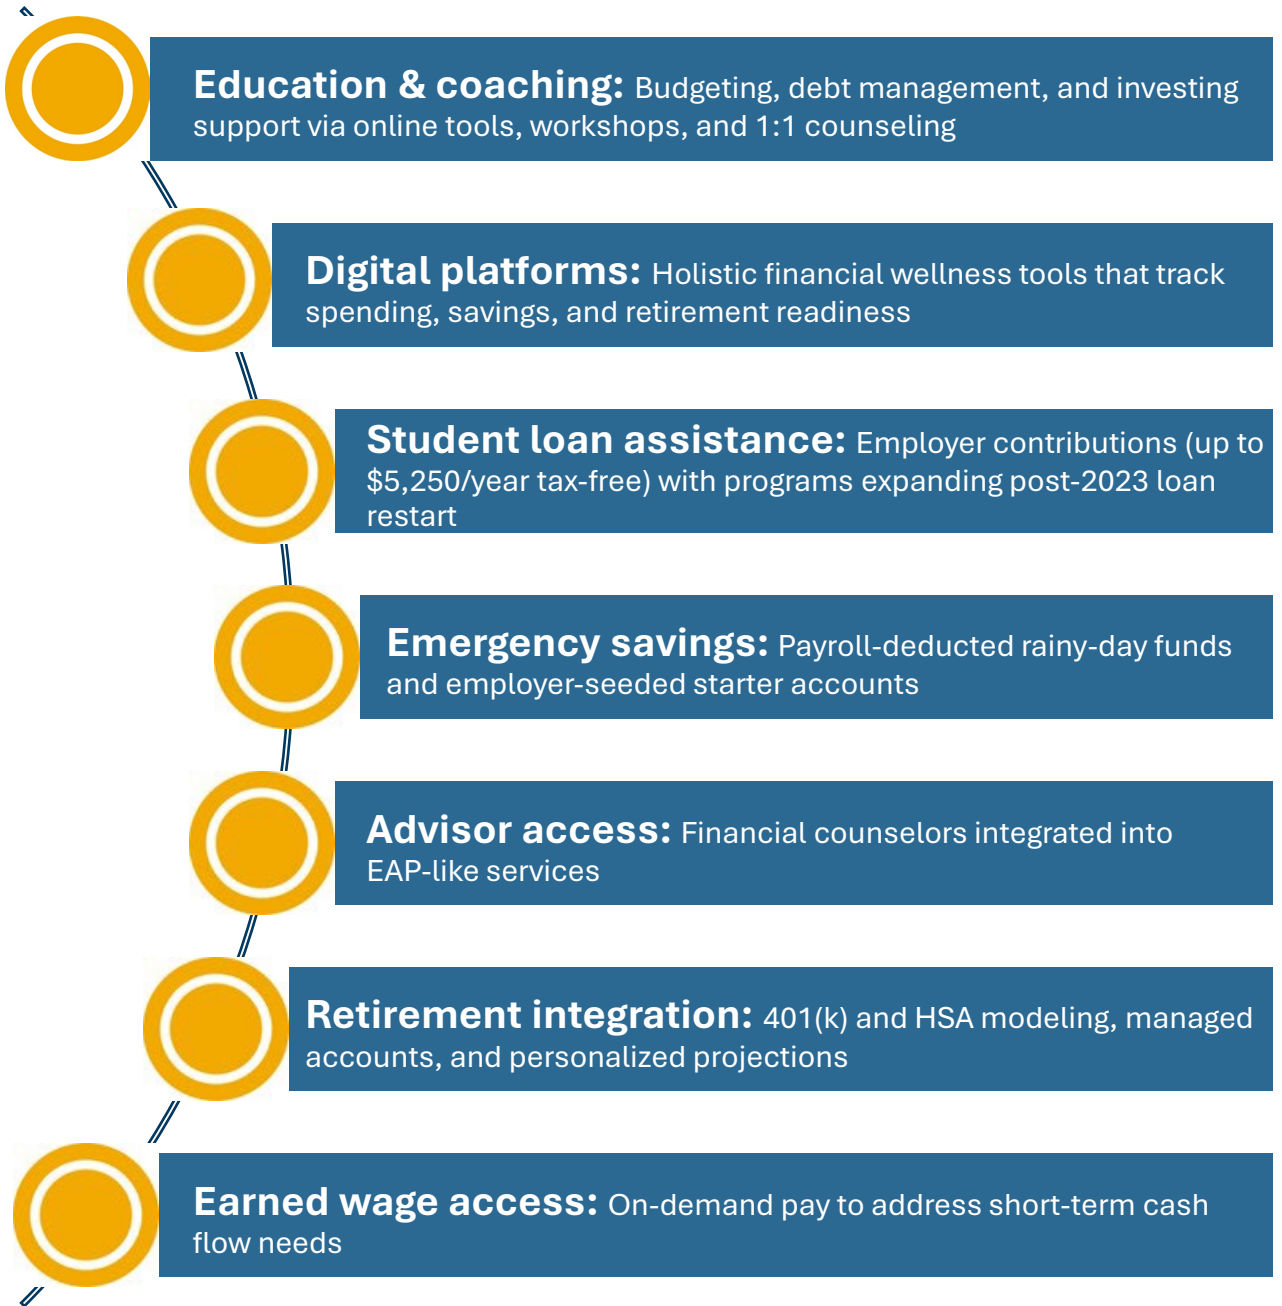 Education & coaching: Budgeting, debt management, and investing
support via online tools, workshops, and 1:1 counseling
Digital platforms: Holistic financial wellness tools that track
spending, savings, and retirement readiness
Student loan assistance: Employer contributions (up to
$5,250/year tax-free) with programs expanding post-2023 loan
restart
Emergency savings: Payroll-deducted rainy-day funds
and employer-seeded starter accounts
Advisor access: Financial counselors integrated into
EAP-like services
Retirement integration: 401(k) and HSA modeling, managed
accounts, and personalized projections
Earned wage access: On-demand pay to address short-term cash
flow needs